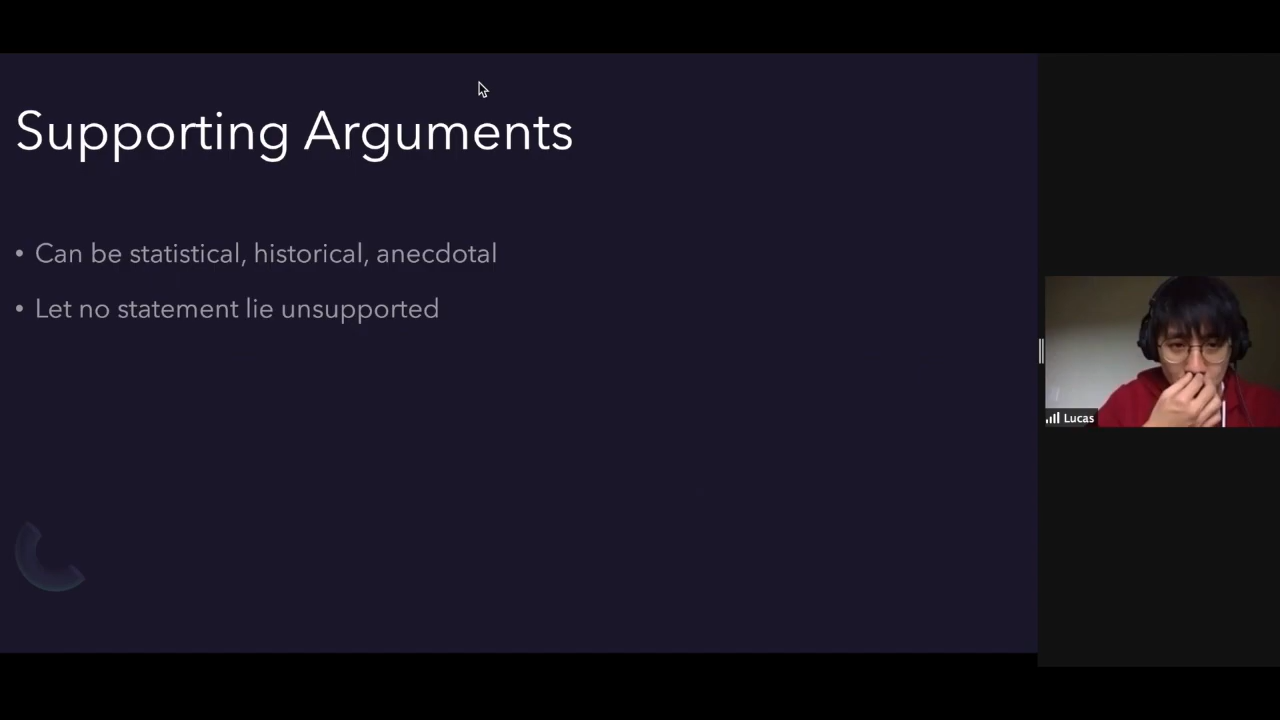 Supporting Arguments
• Can be statistical, historical, anecdotal
• Let no statement lie unsupported
Lucas